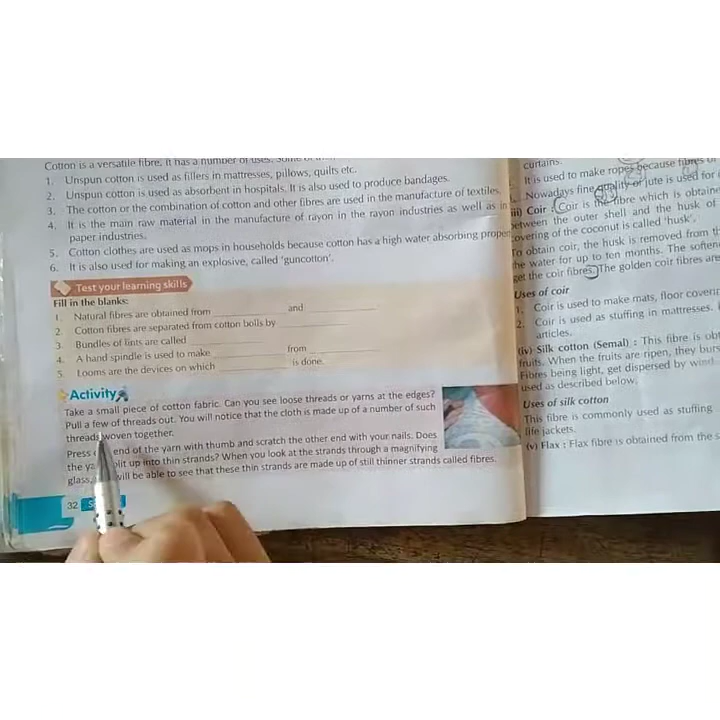 Cotton is a versatile fibre. It has a number of uses. Some of
1. Unspun cotton is used as fillers in mattresses, pillows, quilts etc.
2. Unspun cotton is used as absorbent in hospitals. It is also used to produce bandages.
3. The cotton or the combination of cotton and other fibres are used in the manufacture of textiles.
4. It is the main raw material in the manufacture of rayon in the rayon industries as well as in
paper industries.
5. Cotton clothes are used as mops in households because cotton has a high water absorbing proper
6. It is also used for making an explosive, called 'guncotton'.
Test your learning skills
Fill in the blanks:
1. Natural fibres are obtained from ________ and ________
2. Cotton fibres are separated from cotton bolls by ________
3. Bundles of lints are called ________
4. A hand spindle is used to make ________ from ________
5. Looms are the devices on which ________ is done.
Activity
Take a small piece of cotton fabric. Can you see loose threads or yarns at the edges?
Pull a few of threads out. You will notice that the cloth is made up of a number of such
threads woven together.
Press end of the yarn with thumb and scratch the other end with your nails. Does
the ya plit up into thin strands? When you look at the strands through a magnifying
glass, will be able to see that these thin strands are made up of still thinner strands called fibres.
32
curtains.
It is used to make ropes because fibres of
Nowadays fine quality of jute is used for
(iii) Coir : Coir is the fibre which is obtaine
between the outer shell and the husk of
covering of the coconut is called 'husk'.
To obtain coir, the husk is removed from th
the water for up to ten months. The soften
get the coir fibres. The golden coir fibres are
Uses of coir
1. Coir is used to make mats, floor coverin
2. Coir is used as stuffing in mattresses.
articles.
(iv) Silk cotton (Semal) : This fibre is obt
fruits. When the fruits are ripen, they burs
Fibres being light, get dispersed by wind.
used as described below:
Uses of silk cotton
This fibre is commonly used as stuffing
life jackets.
(v) Flax : Flax fibre is obtained from the s